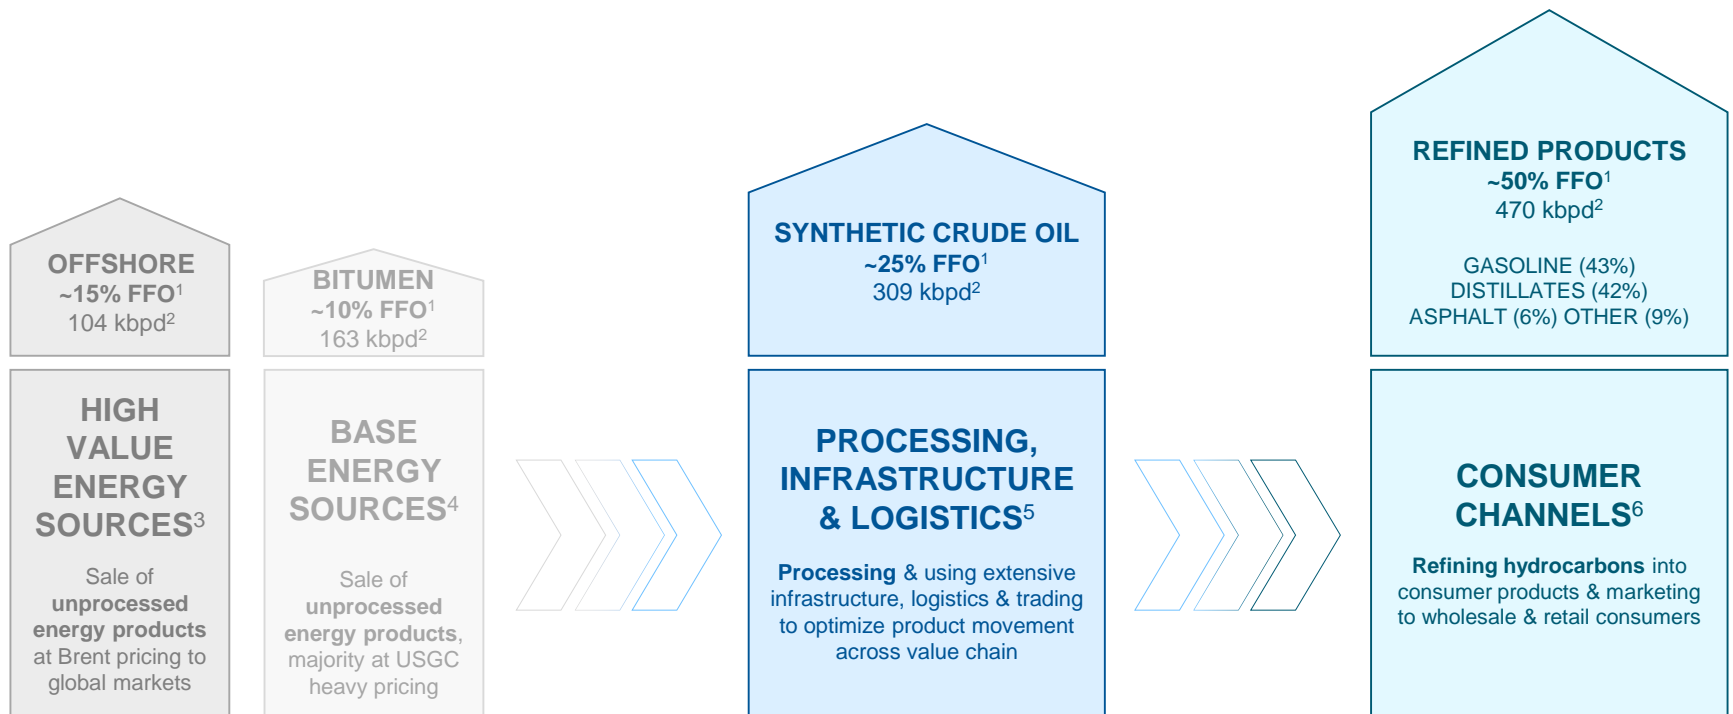 OFFSHORE
~15% FFO¹
104 kbpd²
HIGH
VALUE
ENERGY
SOURCES³
Sale of
unprocessed
energy products
at Brent pricing to
global markets
BITUMEN
~10% FFO¹
163 kbpd²
BASE
ENERGY
SOURCES⁴
Sale of
unprocessed
energy products,
majority at USGC
heavy pricing
SYNTHETIC CRUDE OIL
~25% FFO¹
309 kbpd²
PROCESSING,
INFRASTRUCTURE
& LOGISTICS⁵
Processing & using extensive
infrastructure, logistics & trading
to optimize product movement
across value chain
REFINED PRODUCTS
~50% FFO¹
470 kbpd²
GASOLINE (43%)
DISTILLATES (42%)
ASPHALT (6%) OTHER (9%)
CONSUMER
CHANNELS⁶
Refining hydrocarbons into
consumer products & marketing
to wholesale & retail consumers